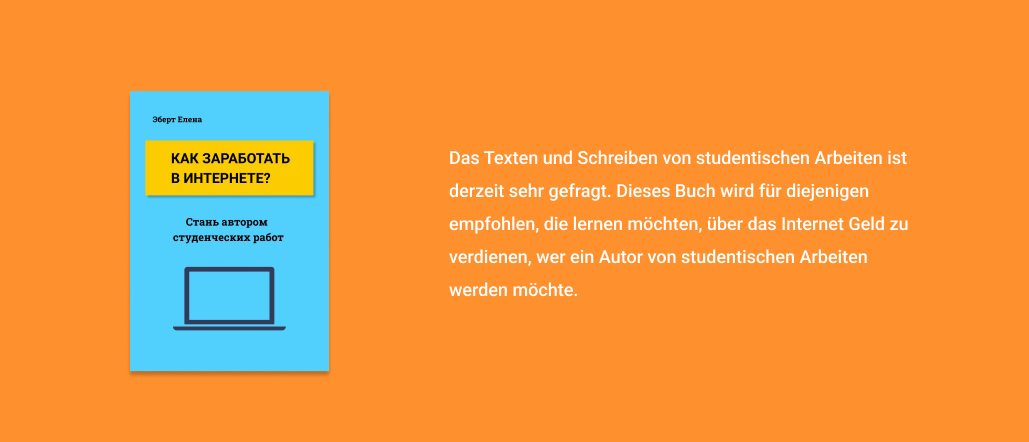 Эберт Елена
КАК ЗАРАБОТАТЬ
В ИНТЕРНЕТЕ?
Стань автором
студенческих работ
Das Texten und Schreiben von studentischen Arbeiten ist
derzeit sehr gefragt. Dieses Buch wird für diejenigen
empfohlen, die lernen möchten, über das Internet Geld zu
verdienen, wer ein Autor von studentischen Arbeiten
werden möchte.